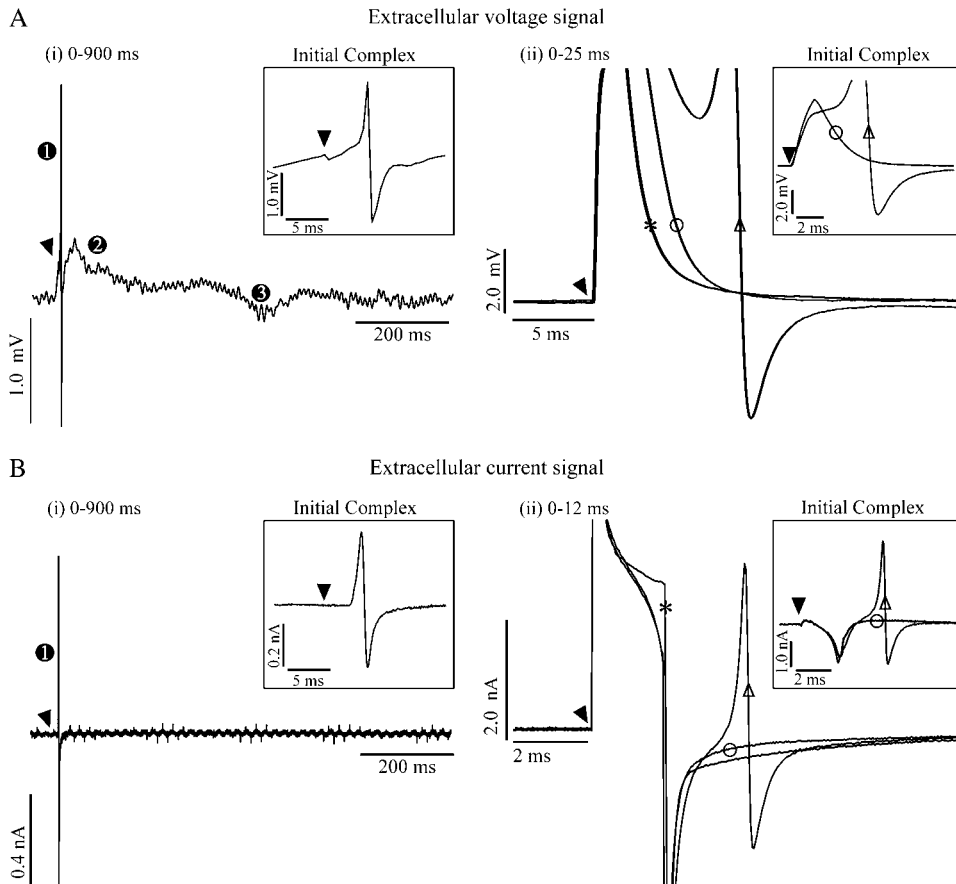 A
Extracellular voltage signal
(i) 0-900 ms
Initial Complex
1.0 mV
5 ms
1
2
3
1.0 mV
200 ms
(ii) 0-25 ms
Initial Complex
2.0 mV
2 ms
*
2.0 mV
5 ms
B
Extracellular current signal
(i) 0-900 ms
Initial Complex
0.2 nA
5 ms
1
0.4 nA
200 ms
(ii) 0-12 ms
Initial Complex
1.0 nA
2 ms
*
2.0 nA
2 ms